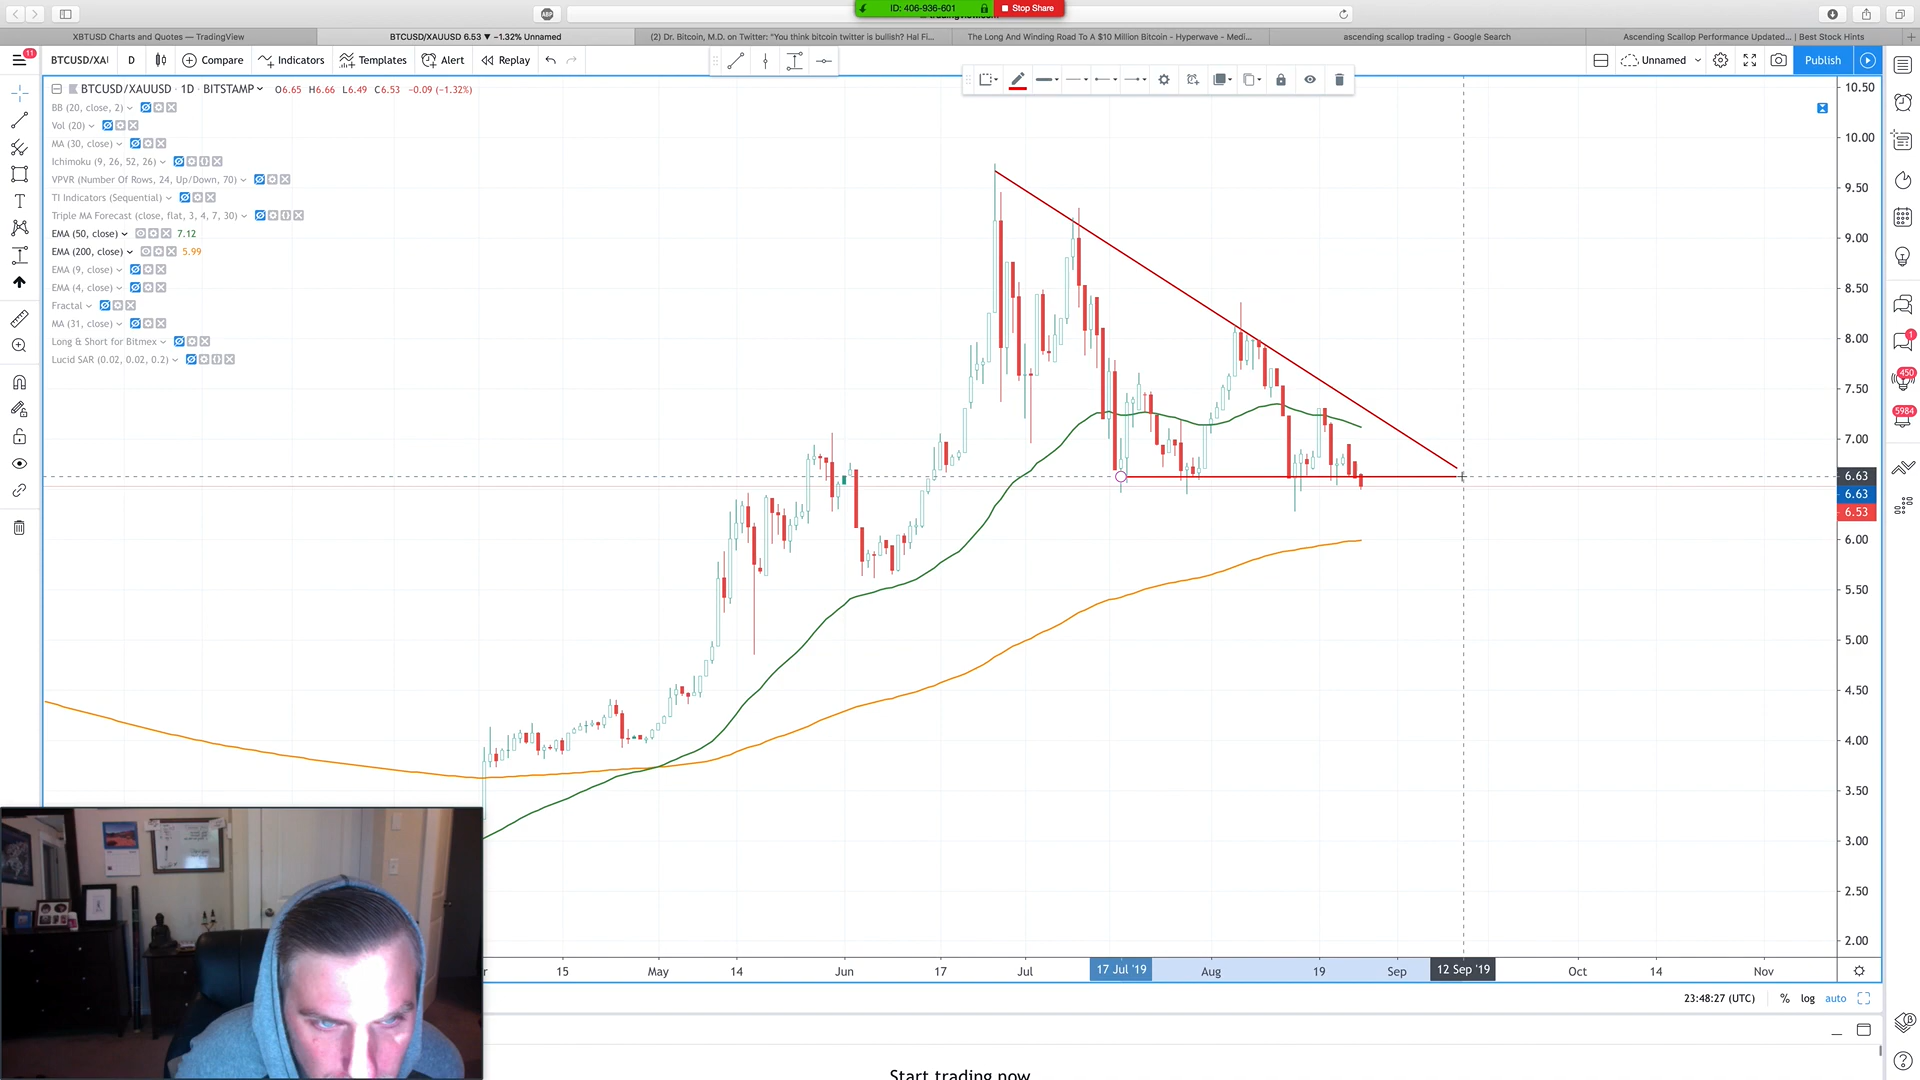 ID: 406-936-601 Stop Share
XBTUSD Charts and Quotes — TradingView
BTCUSD/XAUUSD 6.53 ▼ −1.32% Unnamed
(2) Dr. Bitcoin, M.D. on Twitter: "You think bitcoin twitter is bullish? Hal Fi...
The Long And Winding Road To A $10 Million Bitcoin - Hyperwave - Medi...
ascending scallop trading - Google Search
Ascending Scallop Performance Updated... | Best Stock Hints
11
BTCUSD/XAI
D
Compare
Indicators
Templates
Alert
Replay
Unnamed
Publish
BTCUSD/XAUUSD · 1D · BITSTAMP
O6.65 H6.66 L6.49 C6.53 −0.09 (−1.32%)
BB (20, close, 2)
Vol (20)
MA (30, close)
Ichimoku (9, 26, 52, 26)
VPVR (Number Of Rows, 24, Up/Down, 70)
TI Indicators (Sequential)
Triple MA Forecast (close, flat, 3, 4, 7, 30)
EMA (50, close) 7.12
EMA (200, close) 5.99
EMA (9, close)
EMA (4, close)
Fractal
MA (31, close)
Long & Short for Bitmex
Lucid SAR (0.02, 0.02, 0.2)
10.50
10.00
9.50
9.00
8.50
8.00
7.50
7.00
6.63
6.63
6.53
6.00
5.50
5.00
4.50
4.00
3.50
3.00
2.50
2.00
1
450
5984
r 15 May 14 Jun 17 Jul 17 Jul '19 Aug 19 Sep 12 Sep '19 Oct 14 Nov
23:48:27 (UTC) % log auto
Start trading now